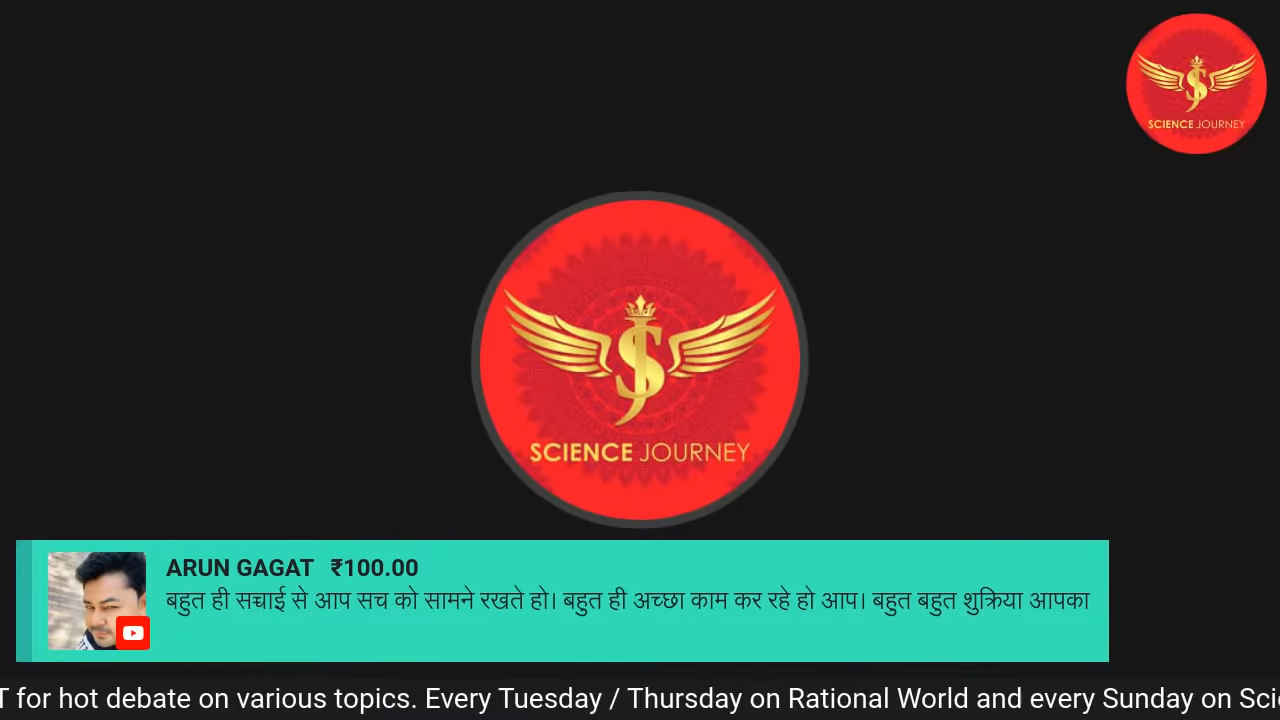 SCIENCE JOURNEY
SCIENCE JOURNEY
ARUN GAGAT ₹100.00
बहुत ही सच्चाई से आप सच को सामने रखते हो। बहुत ही अच्छा काम कर रहे हो आप। बहुत बहुत शुक्रिया आपका
for hot debate on various topics. Every Tuesday / Thursday on Rational World and every Sunday on